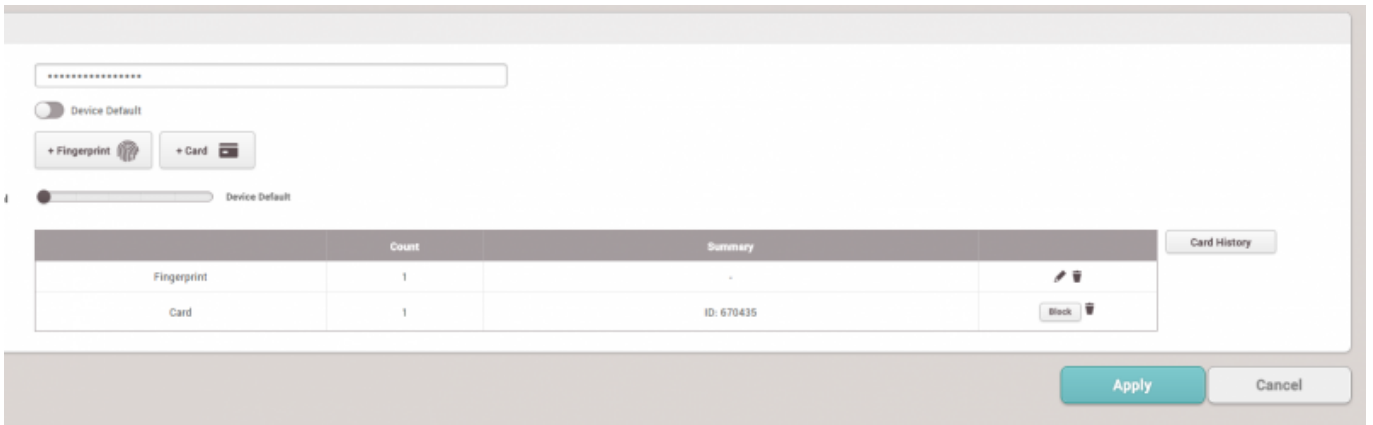 ****************
Device Default
+ Fingerprint + Card
Device Default
Count Summary
Card History
Fingerprint 1 -
Card 1 ID: 670435 Block
Apply Cancel